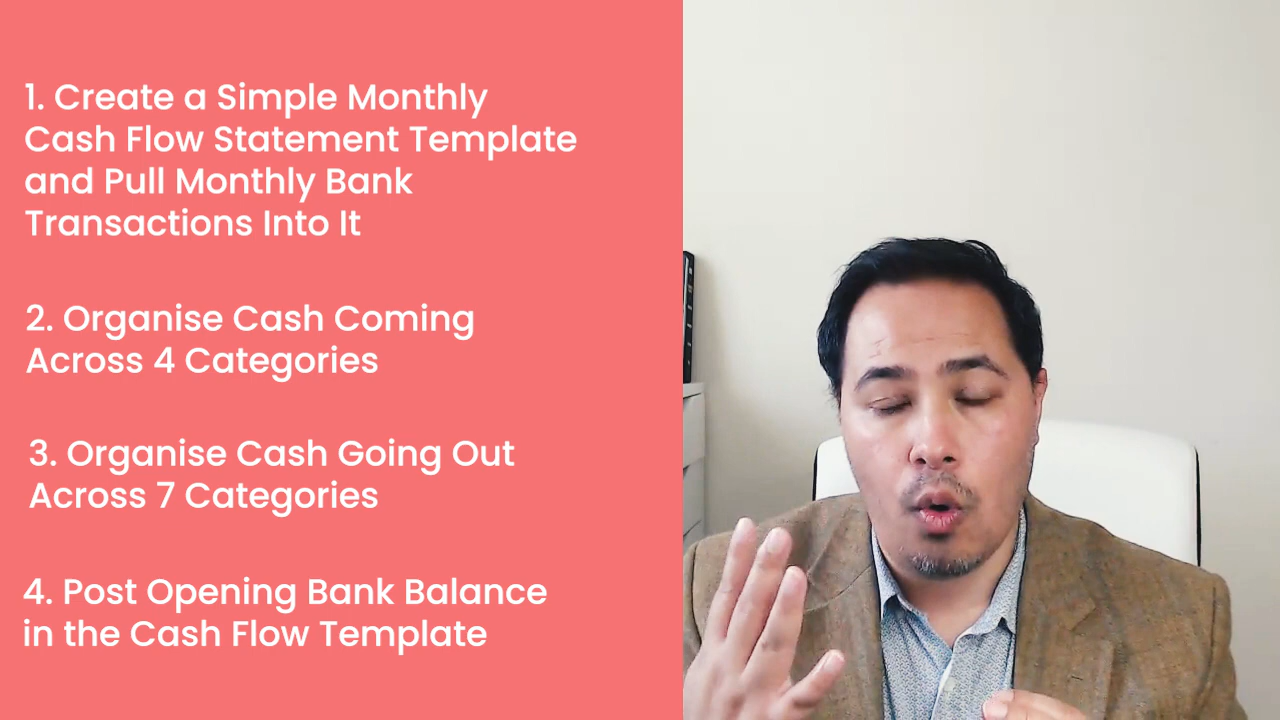 1. Create a Simple Monthly
Cash Flow Statement Template
and Pull Monthly Bank
Transactions Into It
2. Organise Cash Coming
Across 4 Categories
3. Organise Cash Going Out
Across 7 Categories
4. Post Opening Bank Balance
in the Cash Flow Template